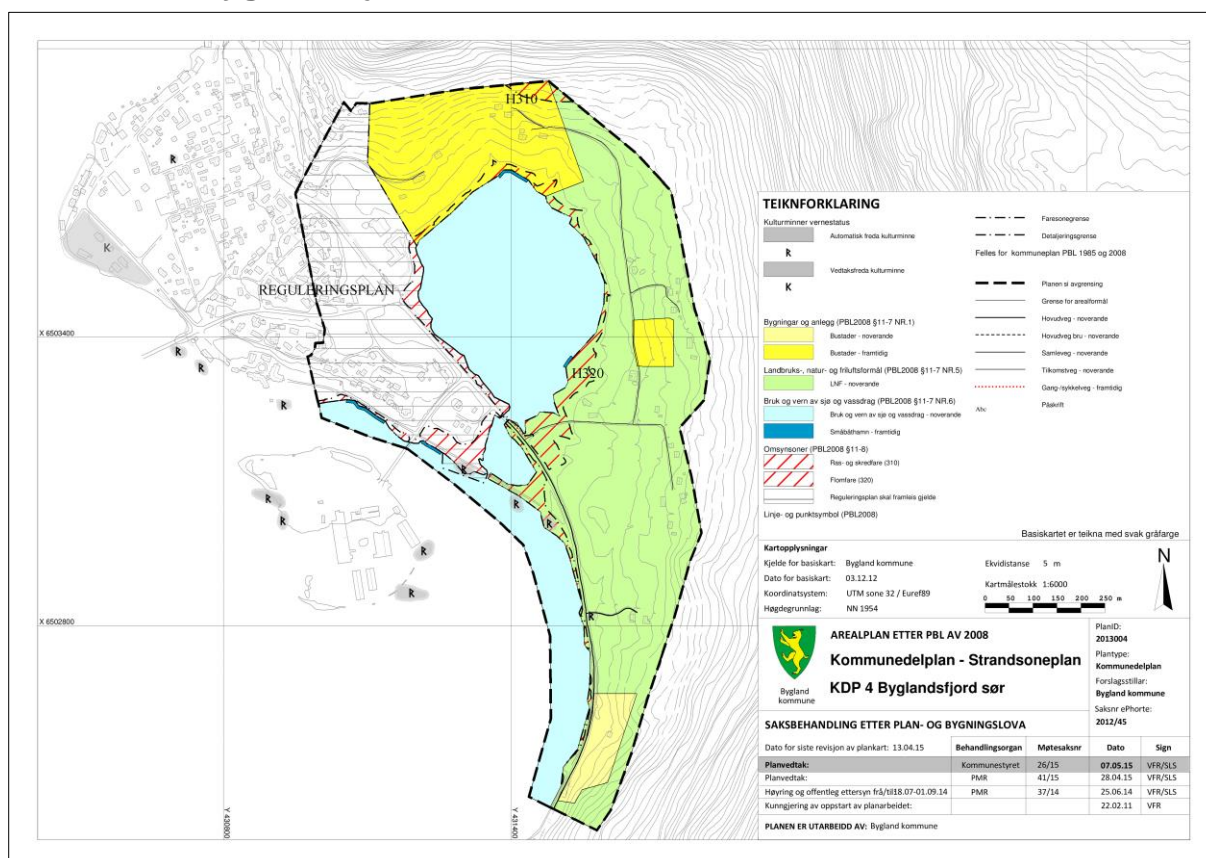 H310
REGULERINGSPLAN
H320
K
R
R
R
R
R
R
R
R
R
R
R
R
X 6503400
X 6502800
Y 430800
Y 431400
TEIKNFORKLARING
Kulturminner vernestatus
Automatisk freda kulturminne
R
Vedtaksfreda kulturminne
K
Bygningar og anlegg (PBL2008 §11-7 NR.1)
Bustader - noverande
Bustader - framtidig
Landbruks-, natur- og friluftsformål (PBL2008 §11-7 NR.5)
LNF - noverande
Bruk og vern av sjø og vassdrag (PBL2008 §11-7 NR.6)
Bruk og vern av sjø og vassdrag - noverande
Småbåthamn - framtidig
Omsynsoner (PBL2008 §11-8)
Ras- og skredfare (310)
Flomfare (320)
Reguleringsplan skal framleis gjelde
Linje- og punktsymbol (PBL2008)
Faresonegrense
Detaljeringsgrense
Felles for kommuneplan PBL 1985 og 2008
Planen si avgrensing
Grense for arealformål
Hovudveg - noverande
Hovudveg bru - noverande
Samleveg - noverande
Tilkomstveg - noverande
Gang-/sykkelveg - framtidig
Abc Påskrift
Basiskartet er teikna med svak gråfarge
Kartopplysningar
Kjelde for basiskart: Bygland kommune
Dato for basiskart: 03.12.12
Koordinatsystem: UTM sone 32 / Euref89
Høgdegrunnlag: NN 1954
Ekvidistanse 5 m
Kartmålestokk 1:6000
0 50 100 150 200 250 m
N
Bygland
kommune
AREALPLAN ETTER PBL AV 2008
Kommunedelplan - Strandsoneplan
KDP 4 Byglandsfjord sør
PlanID:
2013004
Plantype:
Kommunedelplan
Forslagsstillar:
Bygland kommune
Saksnr ePhorte:
2012/45
SAKSBEHANDLING ETTER PLAN- OG BYGNINGSLOVA
Dato for siste revisjon av plankart: 13.04.15 Behandlingsorgan Møtesaksnr Dato Sign
Planvedtak: Kommunestyret 26/15 07.05.15 VFR/SLS
Planvedtak: PMR 41/15 28.04.15 VFR/SLS
Høyring og offentleg ettersyn frå/til18.07-01.09.14 PMR 37/14 25.06.14 VFR/SLS
Kunngjering av oppstart av planarbeidet: 22.02.11 VFR
PLANEN ER UTARBEIDD AV: Bygland kommune